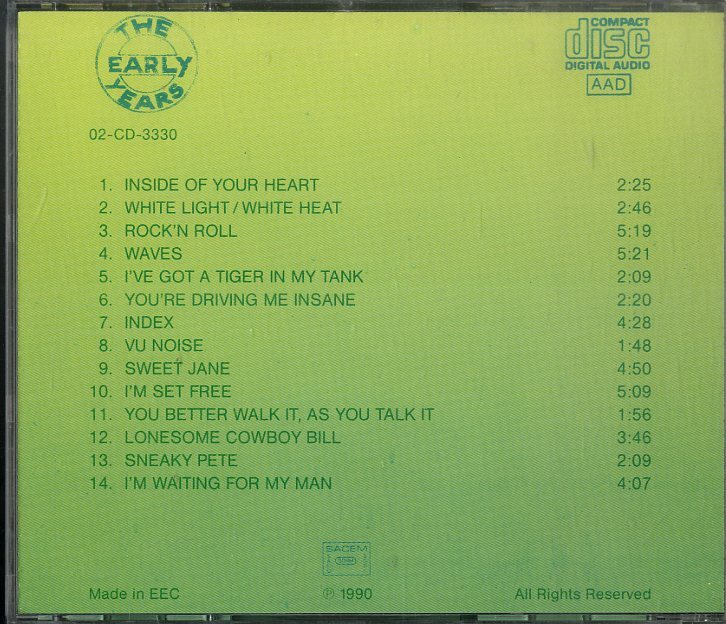 THE
EARLY
YEARS
COMPACT
disc
DIGITAL AUDIO
AAD
02-CD-3330
1. INSIDE OF YOUR HEART 2:25
2. WHITE LIGHT / WHITE HEAT 2:46
3. ROCK'N ROLL 5:19
4. WAVES 5:21
5. I'VE GOT A TIGER IN MY TANK 2:09
6. YOU'RE DRIVING ME INSANE 2:20
7. INDEX 4:28
8. VU NOISE 1:48
9. SWEET JANE 4:50
10. I'M SET FREE 5:09
11. YOU BETTER WALK IT, AS YOU TALK IT 1:56
12. LONESOME COWBOY BILL 3:46
13. SNEAKY PETE 2:09
14. I'M WAITING FOR MY MAN 4:07
SACEM
Made in EEC ℗ 1990 All Rights Reserved